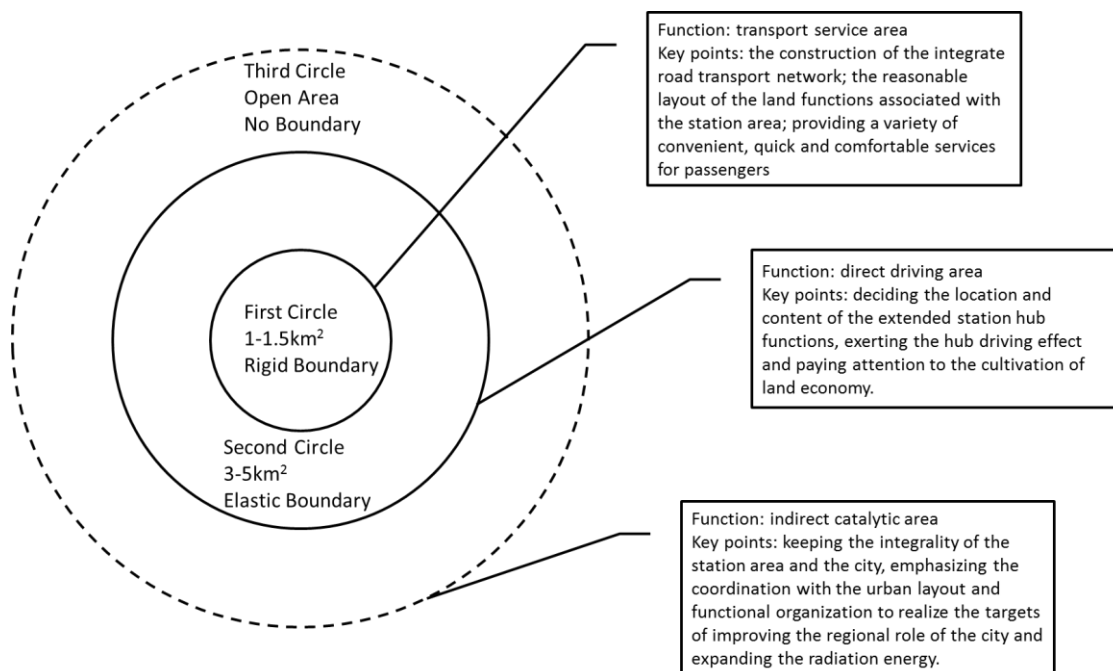 Third Circle
Open Area
No Boundary
First Circle
1-1.5km²
Rigid Boundary
Second Circle
3-5km²
Elastic Boundary
Function: transport service area
Key points: the construction of the integrate
road transport network; the reasonable
layout of the land functions associated with
the station area; providing a variety of
convenient, quick and comfortable services
for passengers
Function: direct driving area
Key points: deciding the location and
content of the extended station hub
functions, exerting the hub driving effect
and paying attention to the cultivation of
land economy.
Function: indirect catalytic area
Key points: keeping the integrality of the
station area and the city, emphasizing the
coordination with the urban layout and
functional organization to realize the targets
of improving the regional role of the city and
expanding the radiation energy.